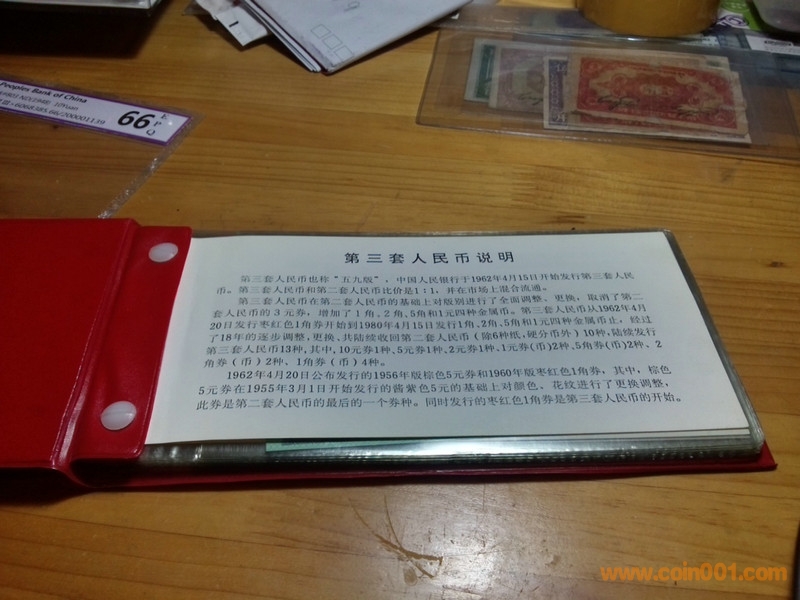 Peoples Bank of China
66 E
P
Q
9
第三套人民币说明
第三套人民币也称“五九版”,中国人民银行于1962年4月15日开始发行第三套人民
币。第三套人民币和第二套人民币比价是1:1,并在市场上混合流通。
第三套人民币在第二套人民币的基础上对版别进行了全面调整、更换,取消了第二
套人民币的3元券,增加了1角、2角、5角和1元四种金属币。第三套人民币从1962年4月
20日发行枣红色1角券开始到1980年4月15日发行1角、2角、5角和1元四种金属币止,经过
了18年的逐步调整,更换、共陆续收回第二套人民币(除6种纸,硬分币外)10种,陆续发行
第三套人民币13种,其中,10元券1种、5元券1种、2元券1种、1元券(币)2种、5角券(币)2种、2
角券(币)2种、1角券(币)4种。
1962年4月20日公布发行的1956年版棕色5元券和1960年版枣红色1角券,其中,棕色
5元券在1955年3月1日开始发行的酱紫色5元的基础上对颜色、花纹进行了更换调整,
此券是第二套人民币的最后的一个券种。同时发行的枣红色1角券是第三套人民币的开始。
www.coin001.com